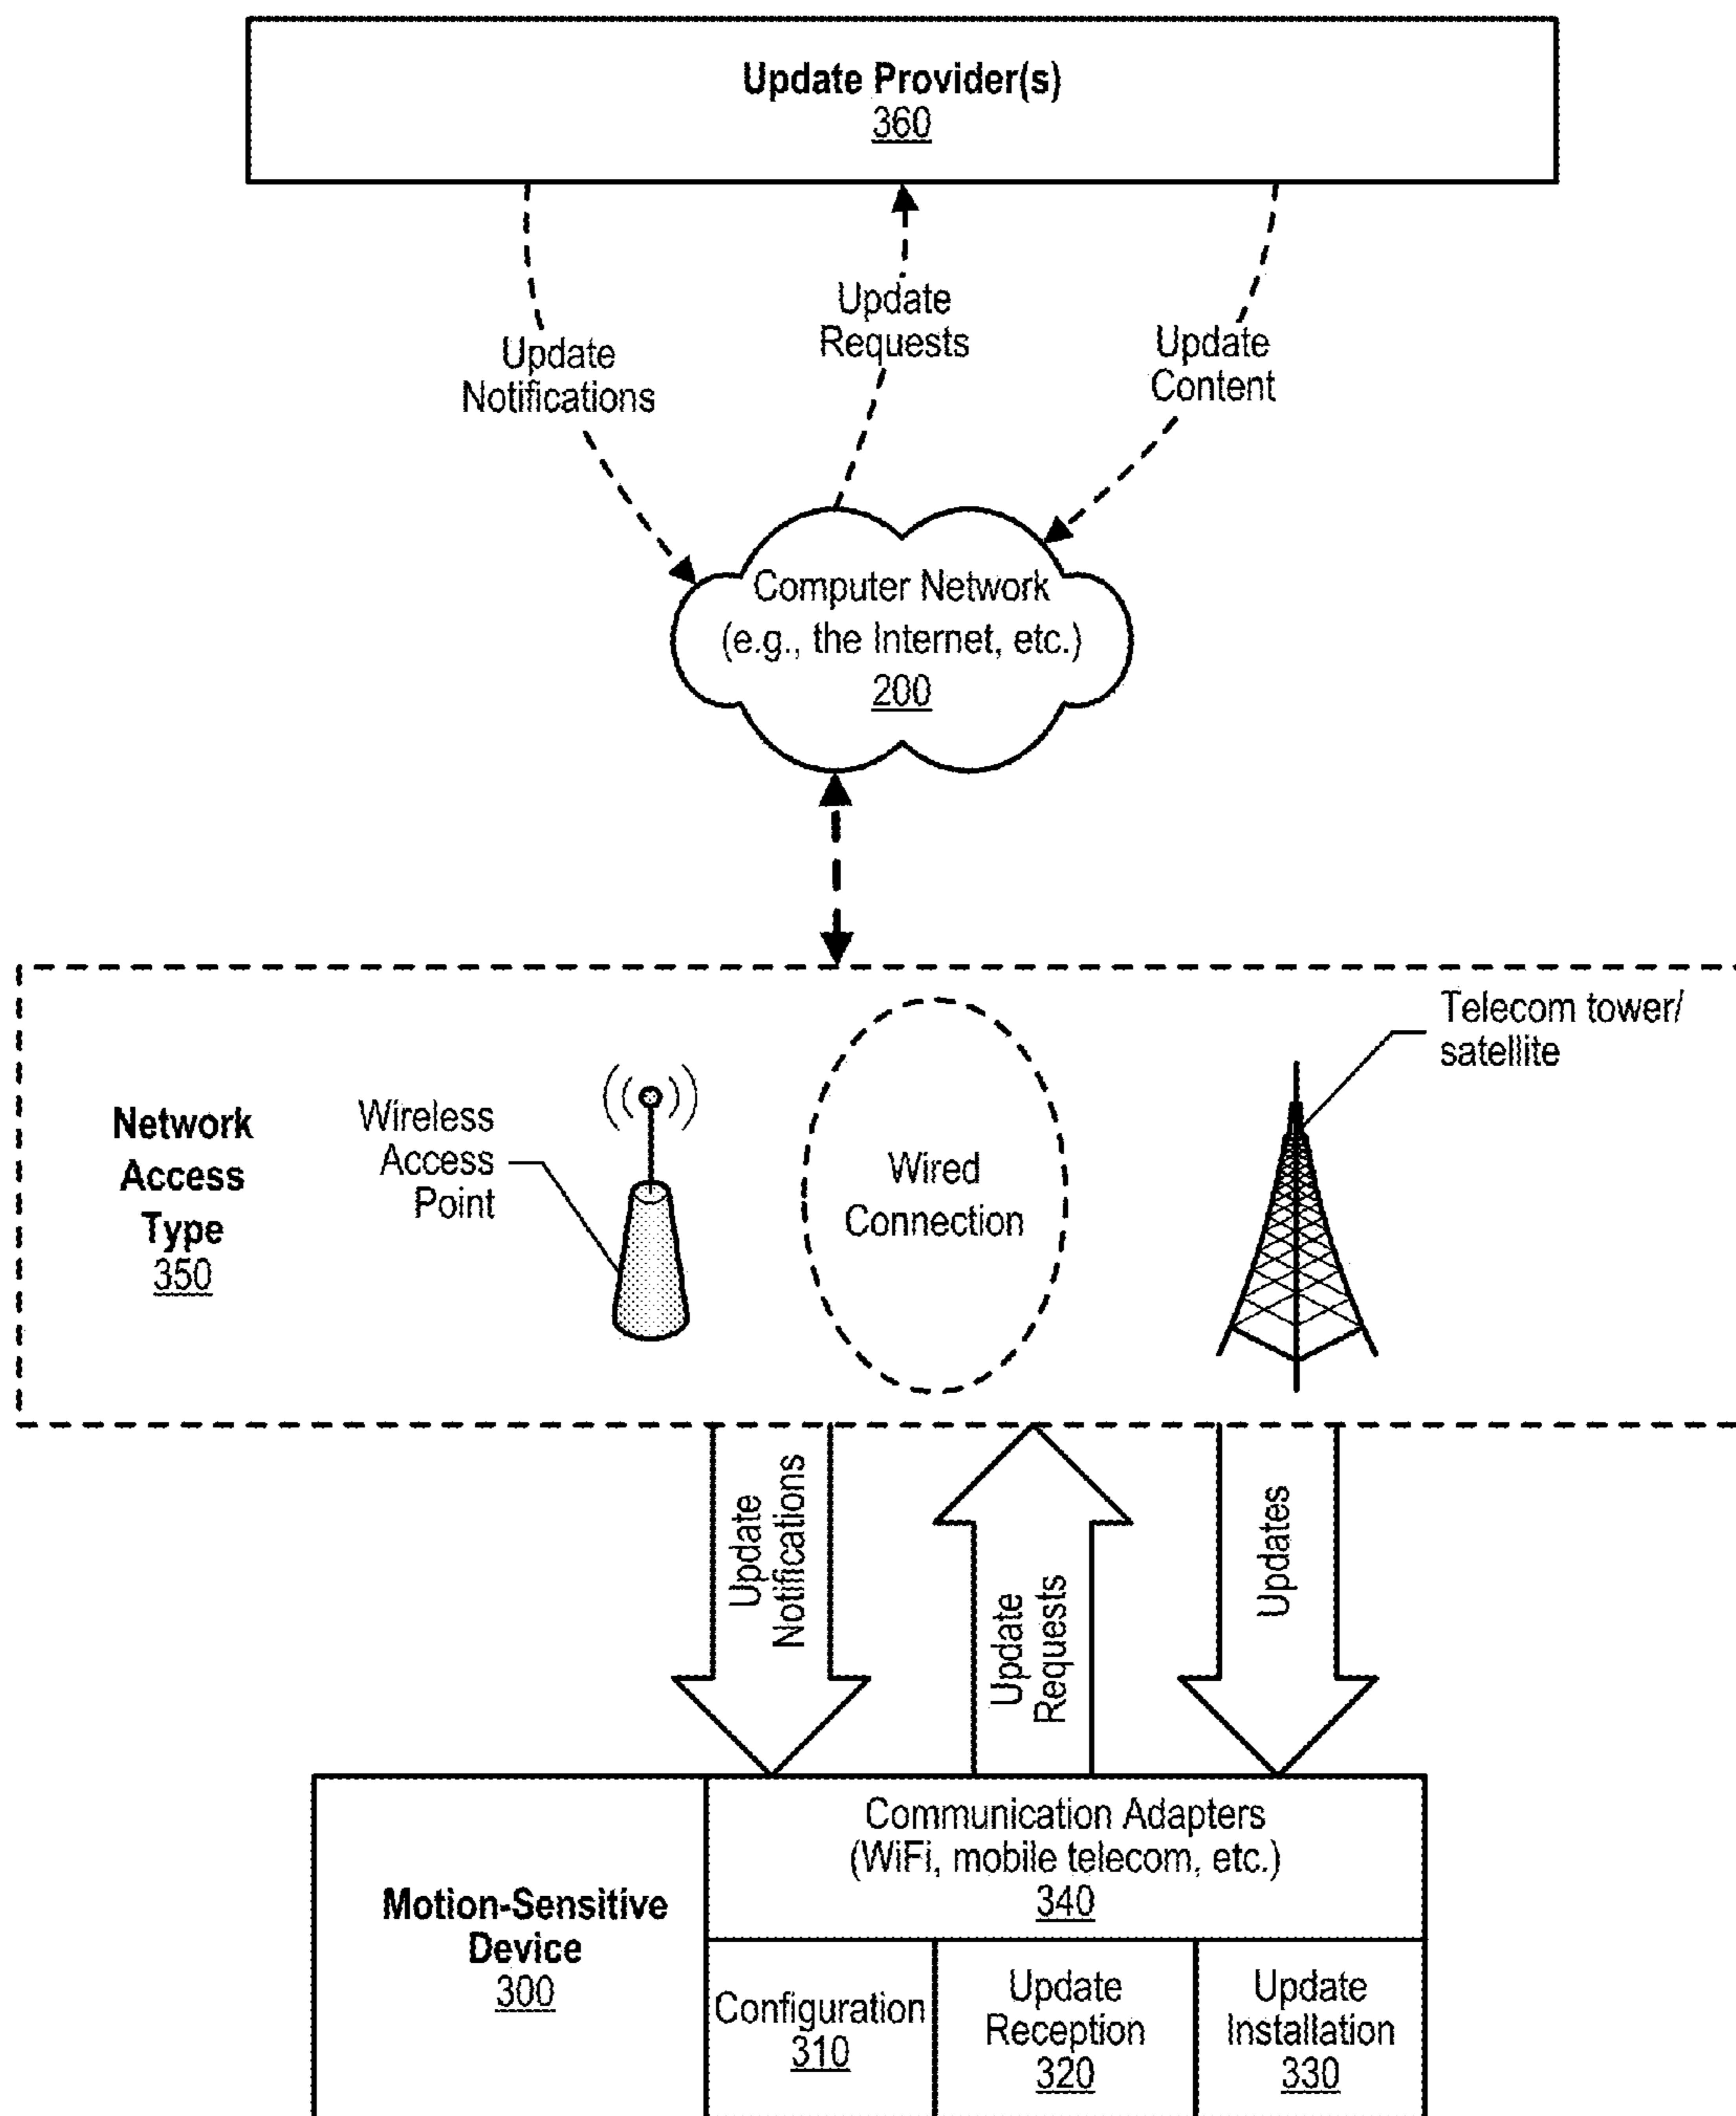 Update Provider(s)
360
Update
Notifications
Update
Requests
Update
Content
Computer Network
(e.g., the Internet, etc.)
200
Network
Access
Type
350
Wireless
Access
Point
Wired
Connection
Telecom tower/
satellite
Update
Notifications
Update
Requests
Updates
Motion-Sensitive
Device
300
Communication Adapters
(WiFi, mobile telecom, etc.)
340
Configuration
310
Update
Reception
320
Update
Installation
330